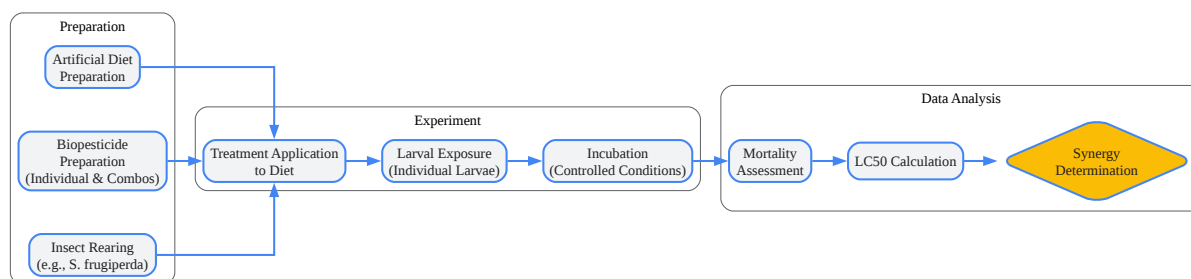 Preparation
Artificial Diet
Preparation
Biopesticide
Preparation
(Individual & Combos)
Insect Rearing
(e.g., S. frugiperda)
Experiment
Treatment Application
to Diet
Larval Exposure
(Individual Larvae)
Incubation
(Controlled Conditions)
Data Analysis
Mortality
Assessment
LC50 Calculation
Synergy
Determination